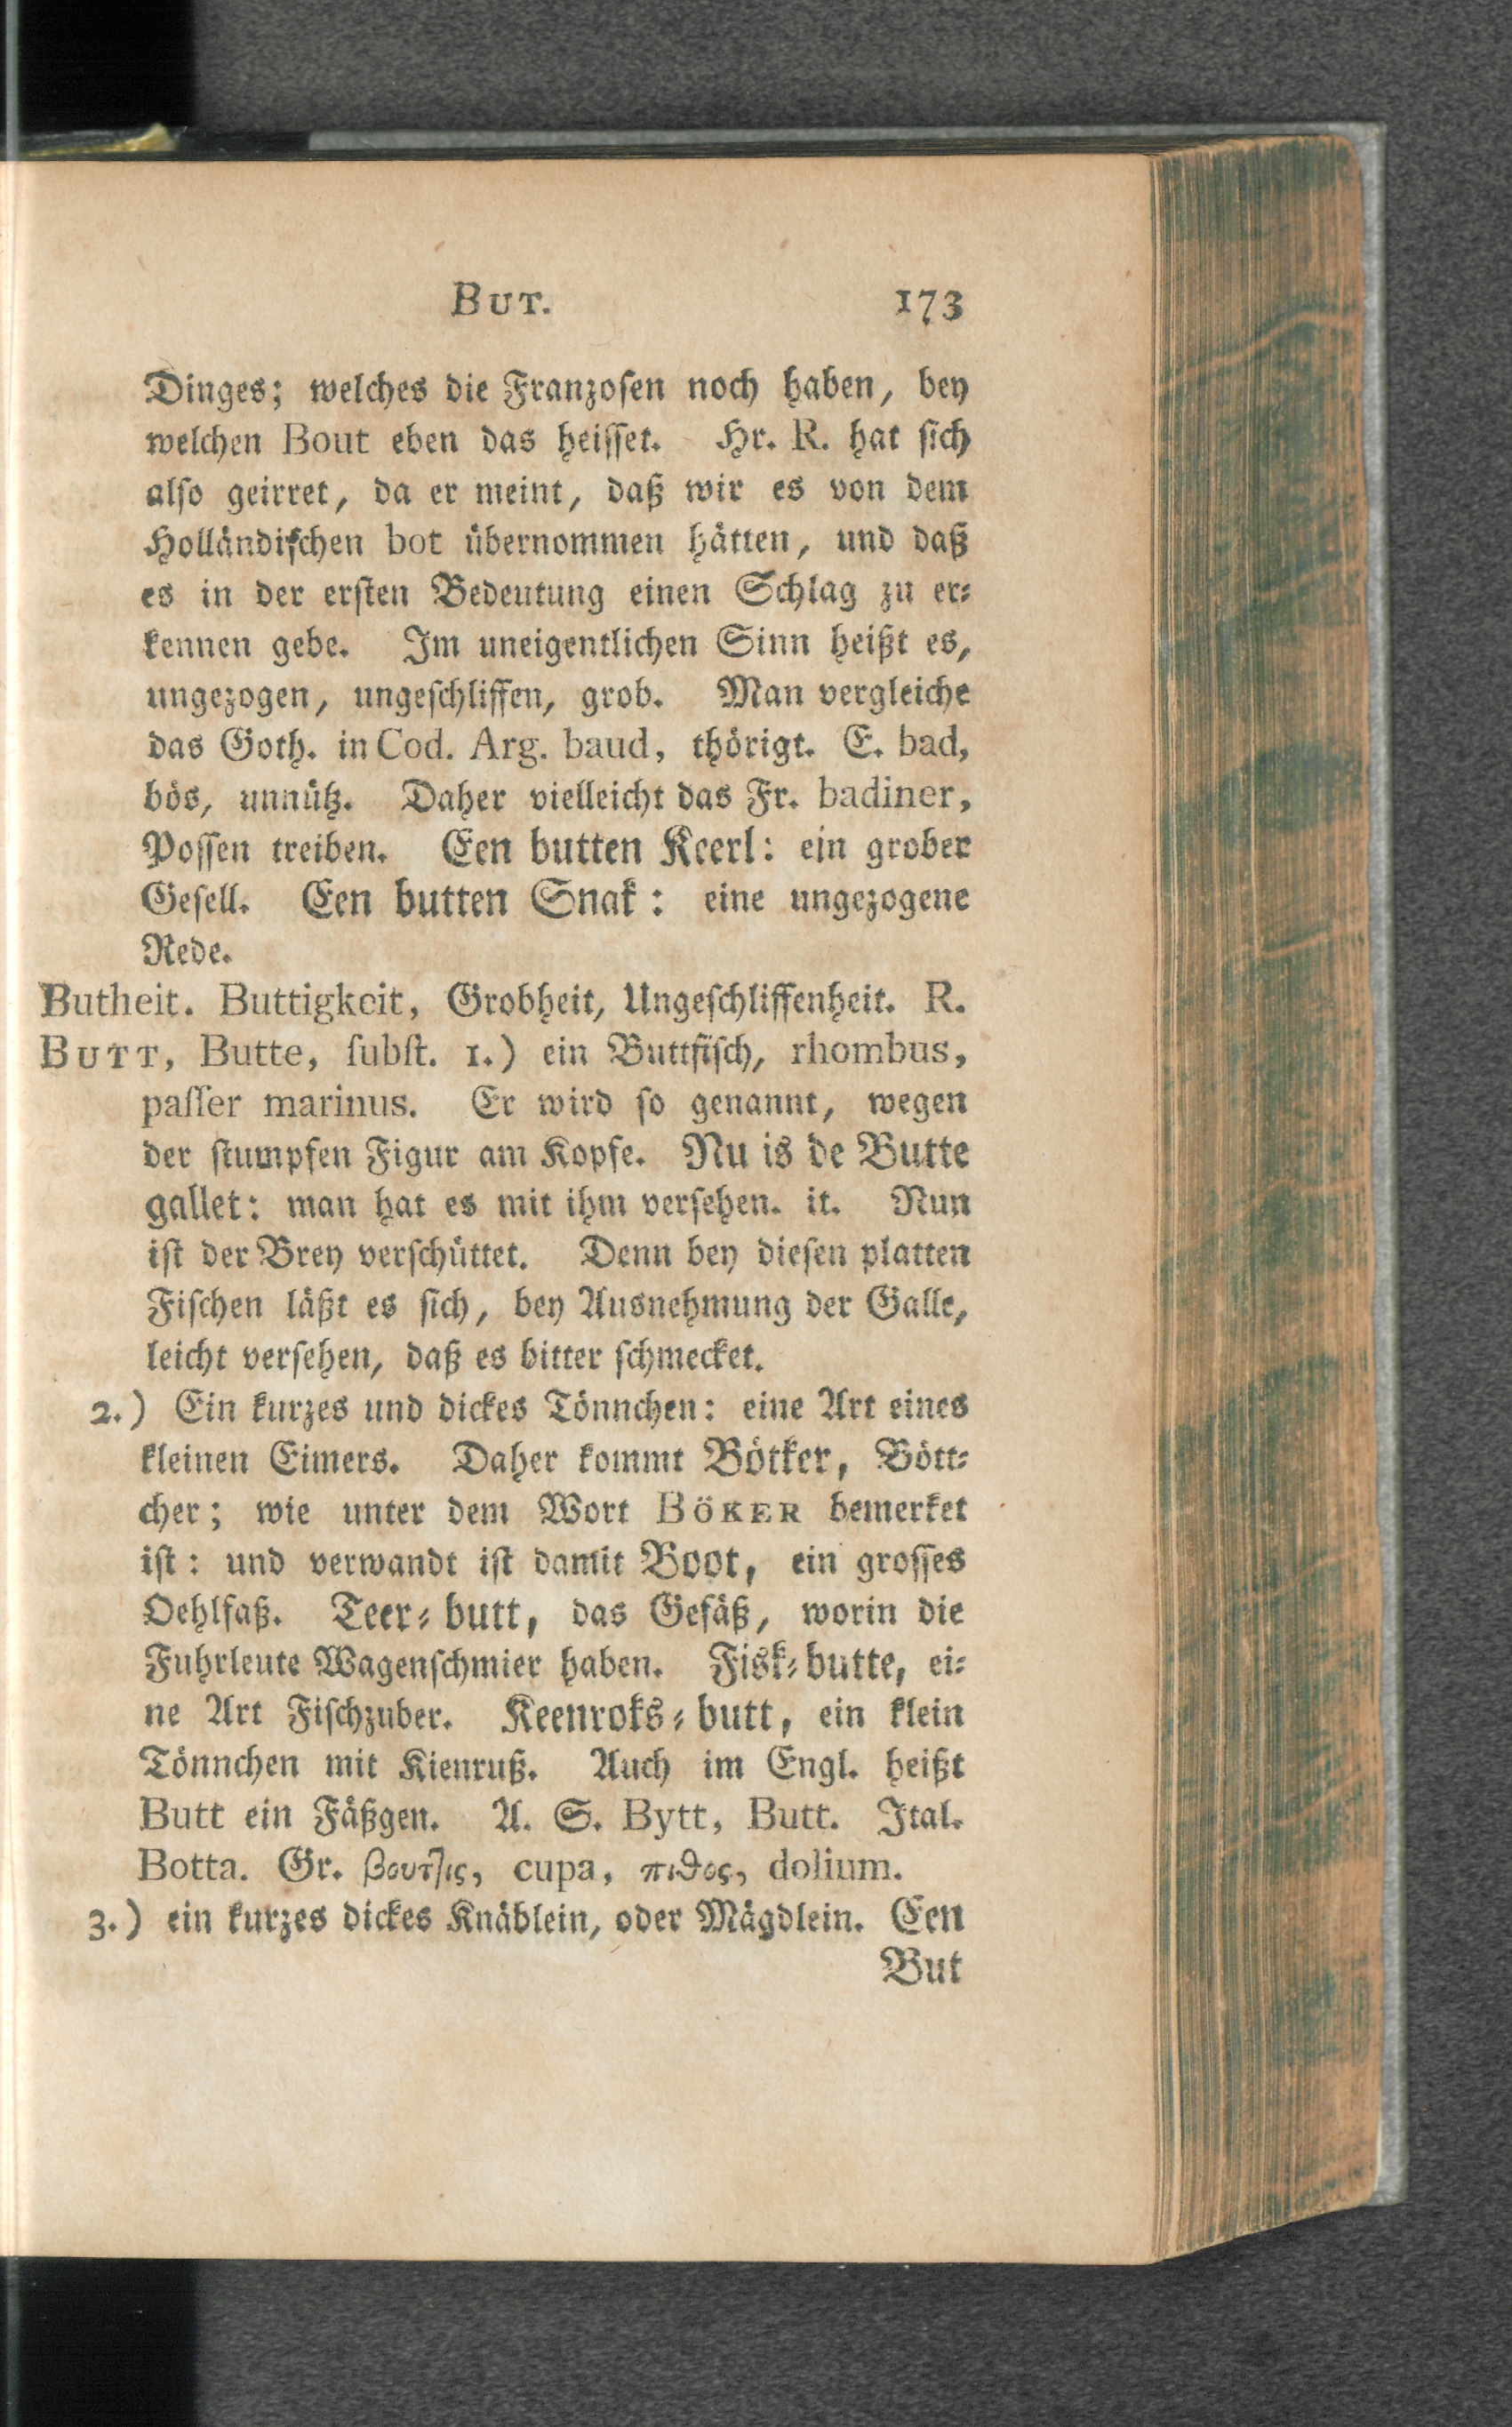 BUT. 173
Dinges; welches die Franzoſen noch haben, bey
welchen Bout eben das heiſſet. Hr. R. hat ſich
alſo geirret, da er meint, daß wir es von dem
Holländiſchen bot übernommen hätten, und daß
es in der erſten Bedeutung einen Schlag zu er⸗
kennen gebe. Im uneigentlichen Sinn heißt es,
ungezogen, ungeſchliffen, grob. Man vergleiche
das Goth. in Cod. Arg. baud, thörigt. E. bad,
bös, unnütz. Daher vielleicht das Fr. badiner,
Poſſen treiben. Een butten Keerl: ein grober
Geſell. Een butten Snak: eine ungezogene
Rede.
Butheit. Buttigkeit, Grobheit, Ungeſchliffenheit. R.
BUTT, Butte, ſubſt. 1.) ein Buttfiſch, rhombus,
paſſer marinus. Er wird ſo genannt, wegen
der ſtumpfen Figur am Kopfe. Nu is de Butte
gallet: man hat es mit ihm verſehen. it. Nun
iſt der Brey verſchüttet. Denn bey dieſen platten
Fiſchen läßt es ſich, bey Ausnehmung der Galle,
leicht verſehen, daß es bitter ſchmecket.
2.) Ein kurzes und dickes Tönnchen: eine Art eines
kleinen Eimers. Daher kommt Bötker, Bött⸗
cher; wie unter dem Wort BÖKER bemerket
iſt: und verwandt iſt damit Boot, ein groſſes
Oehlfaß. Teer⸗butt, das Gefäß, worin die
Fuhrleute Wagenſchmier haben. Fisk⸗butte, ei⸗
ne Art Fiſchzuber. Keenroks⸗butt, ein klein
Tönnchen mit Kienruß. Auch im Engl. heißt
Butt ein Fäßgen. A. S. Bytt, Butt. Ital.
Botta. Gr. βουττις, cupa, πιθος, dolium.
3.) ein kurzes dickes Knäblein, oder Mägdlein. Een
But